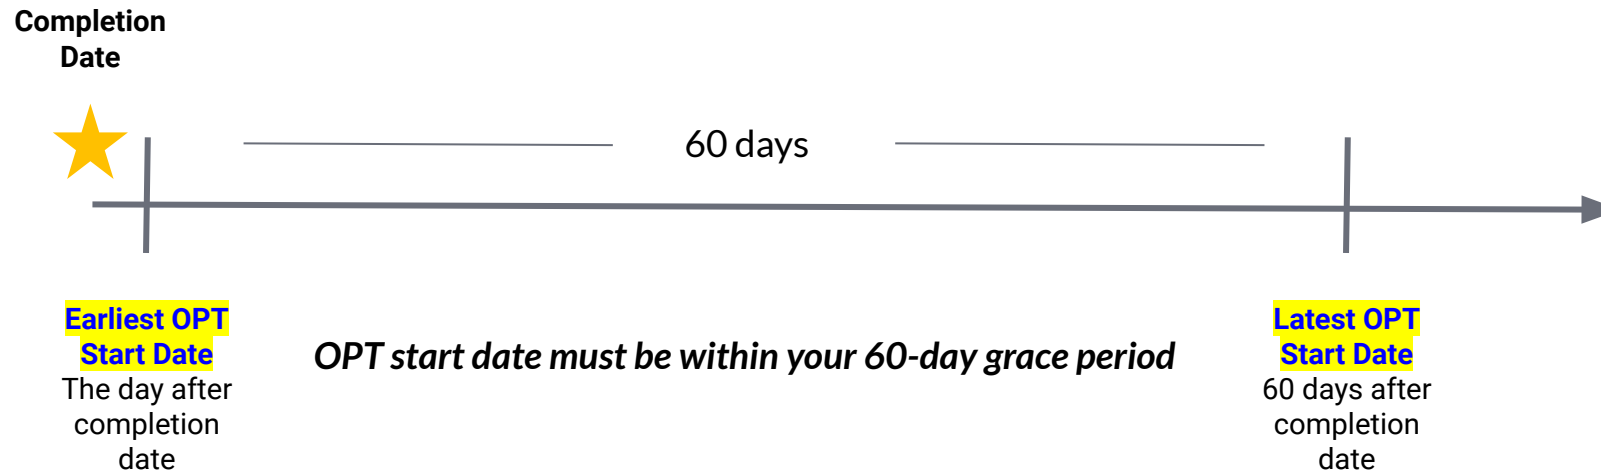 Completion
Date
60 days
Earliest OPT
Start Date
The day after
completion
date
OPT start date must be within your 60-day grace period
Latest OPT
Start Date
60 days after
completion
date